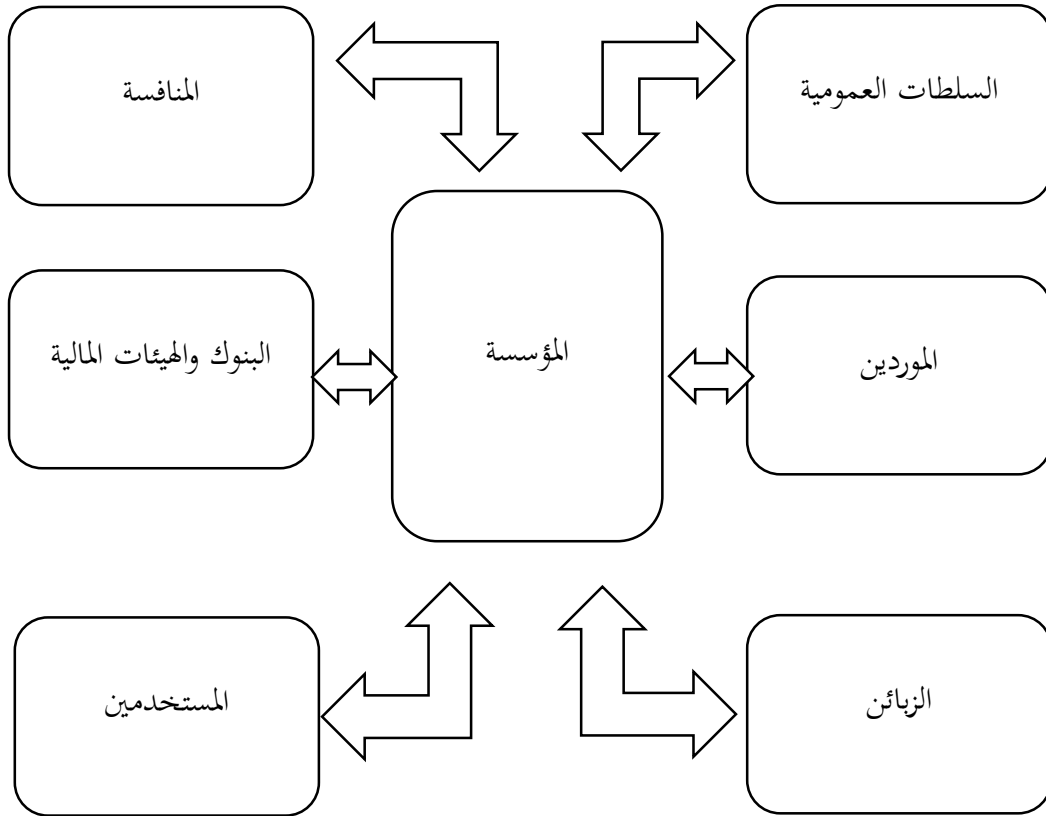 السلطات العمومية
المنافسة
الموردين
المؤسسة
البنوك والهيئات المالية
الزبائن
المستخدمين